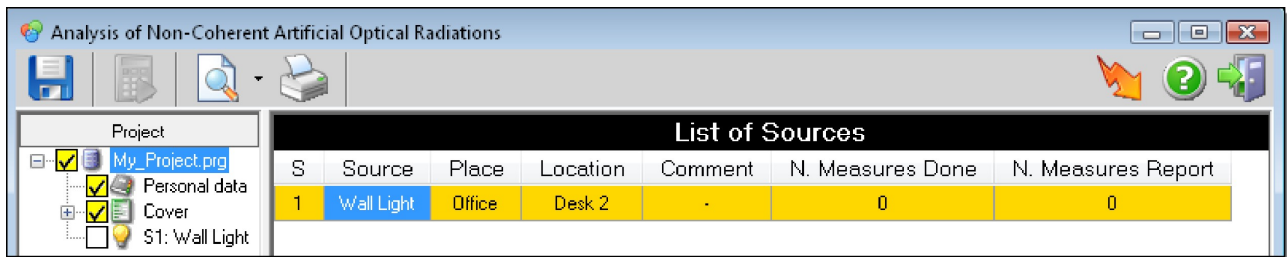 Analysis of Non-Coherent Artificial Optical Radiations
Project
My_Project.prg
Personal data
Cover
S1: Wall Light
List of Sources
S Source Place Location Comment N. Measures Done N. Measures Report
1 Wall Light Office Desk 2 - 0 0